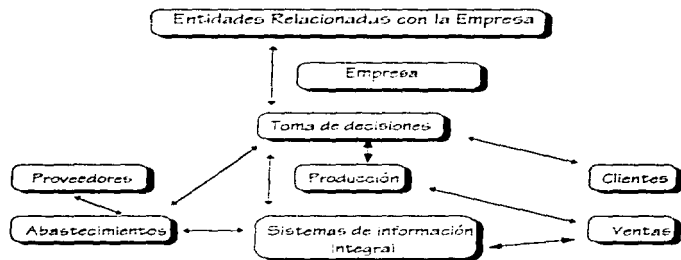 Entidades Relacionadas con la Empresa
Empresa
Toma de decisiones
Proveedores
Producción
Clientes
Abastecimientos
Sistemas de información
Integral
Ventas